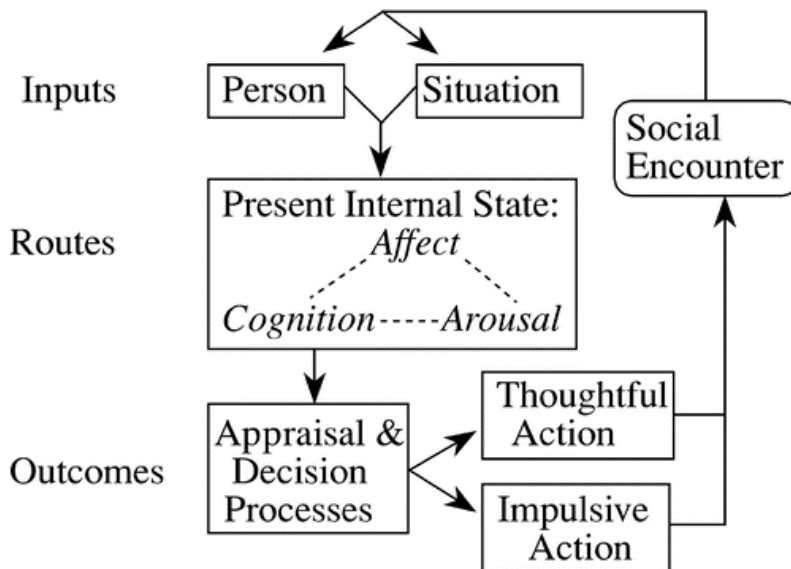 Inputs
Person
Situation
Social
Encounter
Routes
Present Internal State:
Affect
Cognition
Arousal
Outcomes
Appraisal &
Decision
Processes
Thoughtful
Action
Impulsive
Action